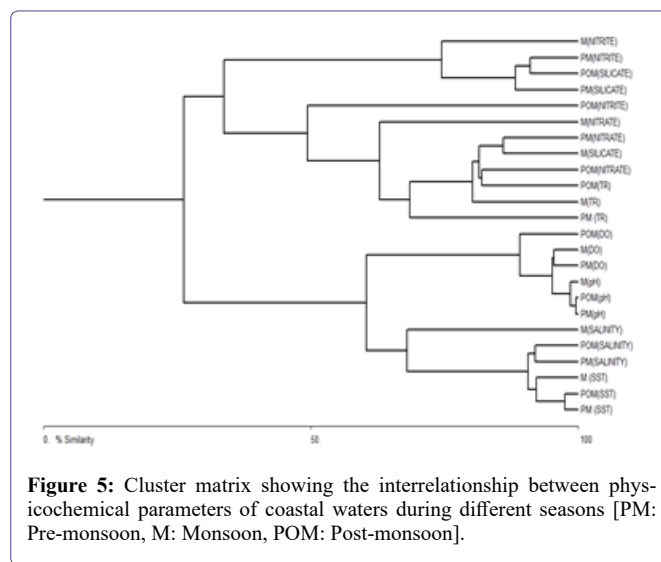 M(NITRITE)
PM(NITRITE)
POM(SILICATE)
PM(SILICATE)
POM(NITRITE)
M(NITRATE)
PM(NITRATE)
M(SILICATE)
POM(NITRATE)
POM(TR)
M(TR)
PM (TR)
POM(DO)
M(DO)
PM(DO)
M(pH)
POM(pH)
PM(pH)
M(SALINITY)
POM(SALINITY)
PM(SALINITY)
M (SST)
POM(SST)
PM (SST)
0. % Similarity 50. 100
Figure 5: Cluster matrix showing the interrelationship between phys-
icochemical parameters of coastal waters during different seasons [PM:
Pre-monsoon, M: Monsoon, POM: Post-monsoon].